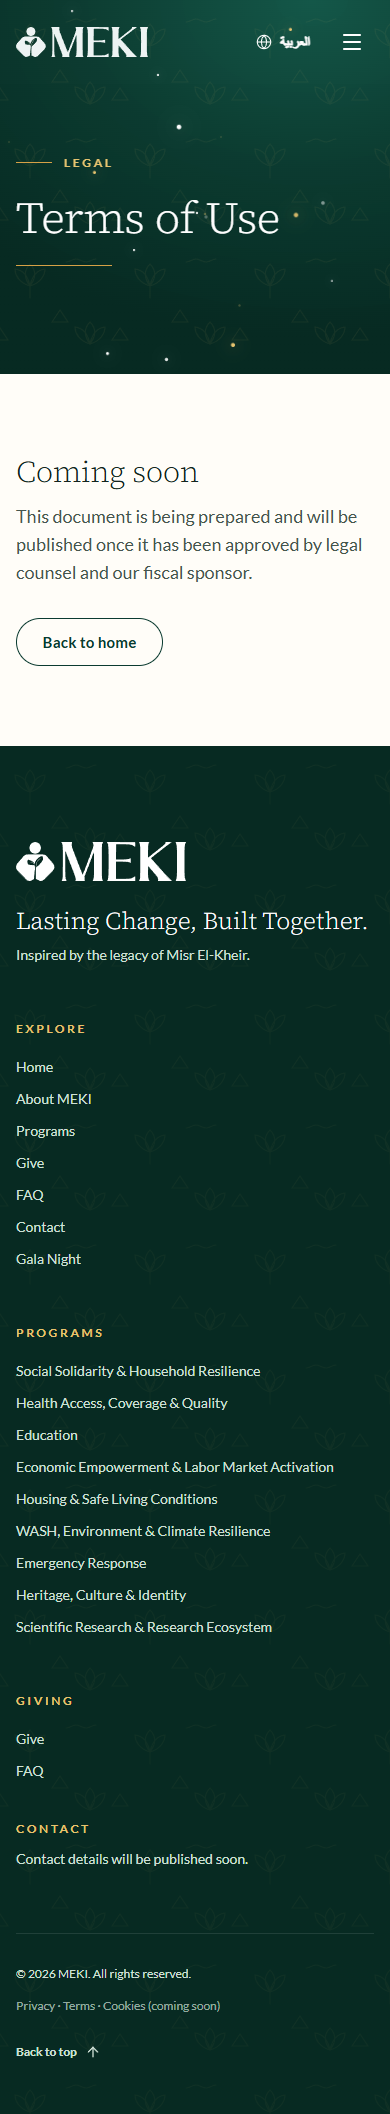 MEKI
العربية
LEGAL
Terms of Use
Coming soon
This document is being prepared and will be
published once it has been approved by legal
counsel and our fiscal sponsor.
Back to home
MEKI
Lasting Change, Built Together.
Inspired by the legacy of Misr El-Kheir.
EXPLORE
Home
About MEKI
Programs
Give
FAQ
Contact
Gala Night
PROGRAMS
Social Solidarity & Household Resilience
Health Access, Coverage & Quality
Education
Economic Empowerment & Labor Market Activation
Housing & Safe Living Conditions
WASH, Environment & Climate Resilience
Emergency Response
Heritage, Culture & Identity
Scientific Research & Research Ecosystem
GIVING
Give
FAQ
CONTACT
Contact details will be published soon.
© 2026 MEKI. All rights reserved.
Privacy · Terms · Cookies (coming soon)
Back to top